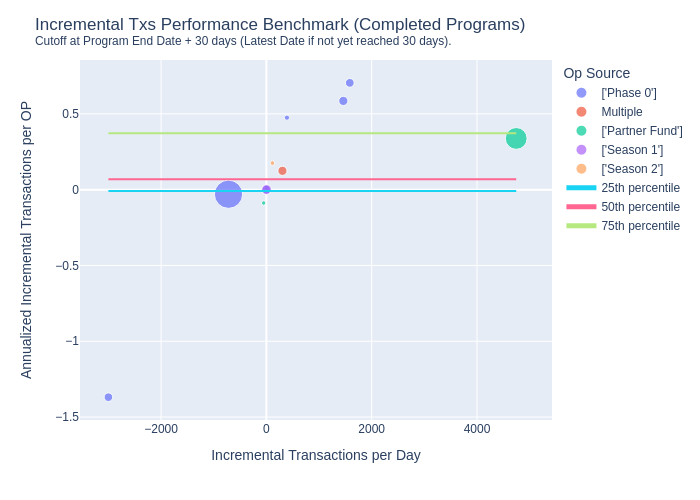 Incremental Txs Performance Benchmark (Completed Programs)
Cutoff at Program End Date + 30 days (Latest Date if not yet reached 30 days).
Annualized Incremental Transactions per OP
0.5
0
−0.5
−1
−1.5
−2000
0
2000
4000
Incremental Transactions per Day
Op Source
['Phase 0']
Multiple
['Partner Fund']
['Season 1']
['Season 2']
25th percentile
50th percentile
75th percentile